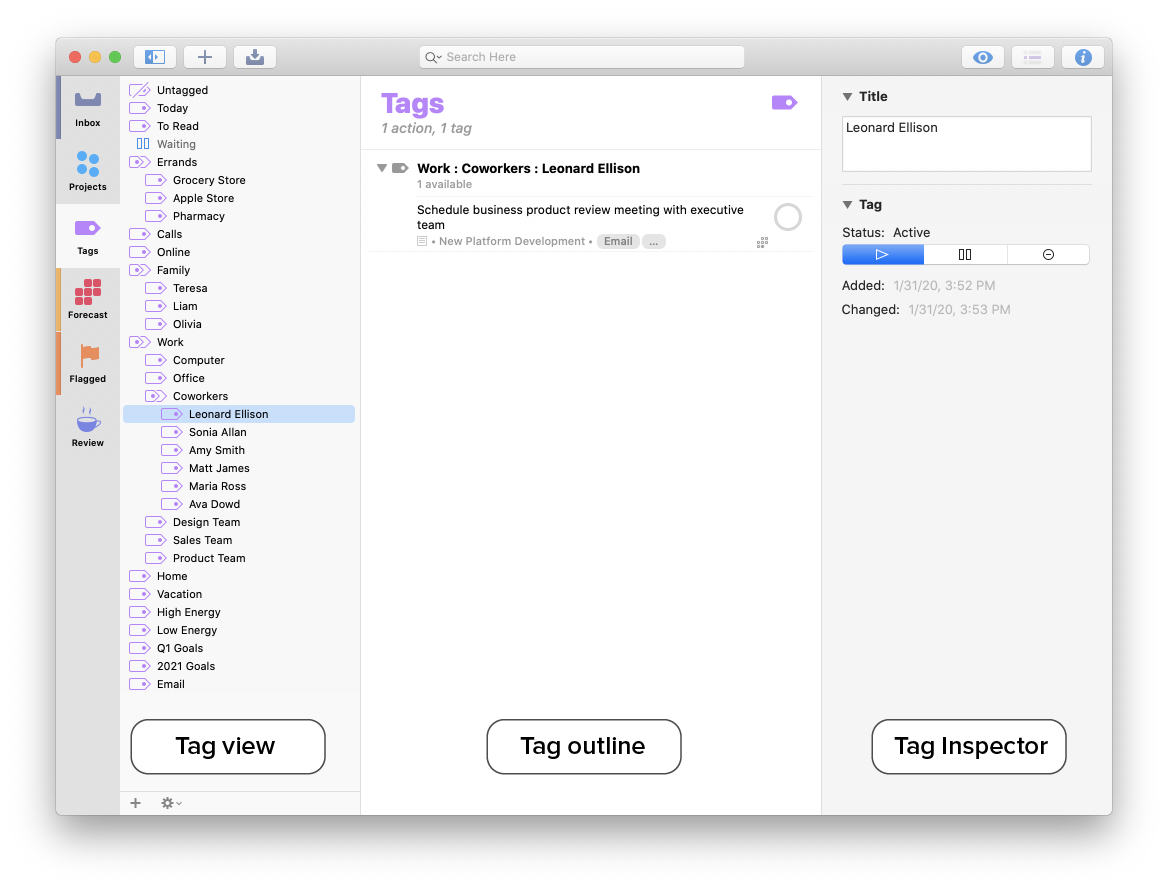 Search Here
Inbox
Projects
Tags
Forecast
Flagged
Review
Untagged
Today
To Read
Waiting
Errands
Grocery Store
Apple Store
Pharmacy
Calls
Online
Family
Teresa
Liam
Olivia
Work
Computer
Office
Coworkers
Leonard Ellison
Sonia Allan
Amy Smith
Matt James
Maria Ross
Ava Dowd
Design Team
Sales Team
Product Team
Home
Vacation
High Energy
Low Energy
Q1 Goals
2021 Goals
Email
Tag view
Tags
1 action, 1 tag
Work : Coworkers : Leonard Ellison
1 available
Schedule business product review meeting with executive
team
• New Platform Development • Email ...
Tag outline
Title
Leonard Ellison
Tag
Status: Active
Added: 1/31/20, 3:52 PM
Changed: 1/31/20, 3:53 PM
Tag Inspector